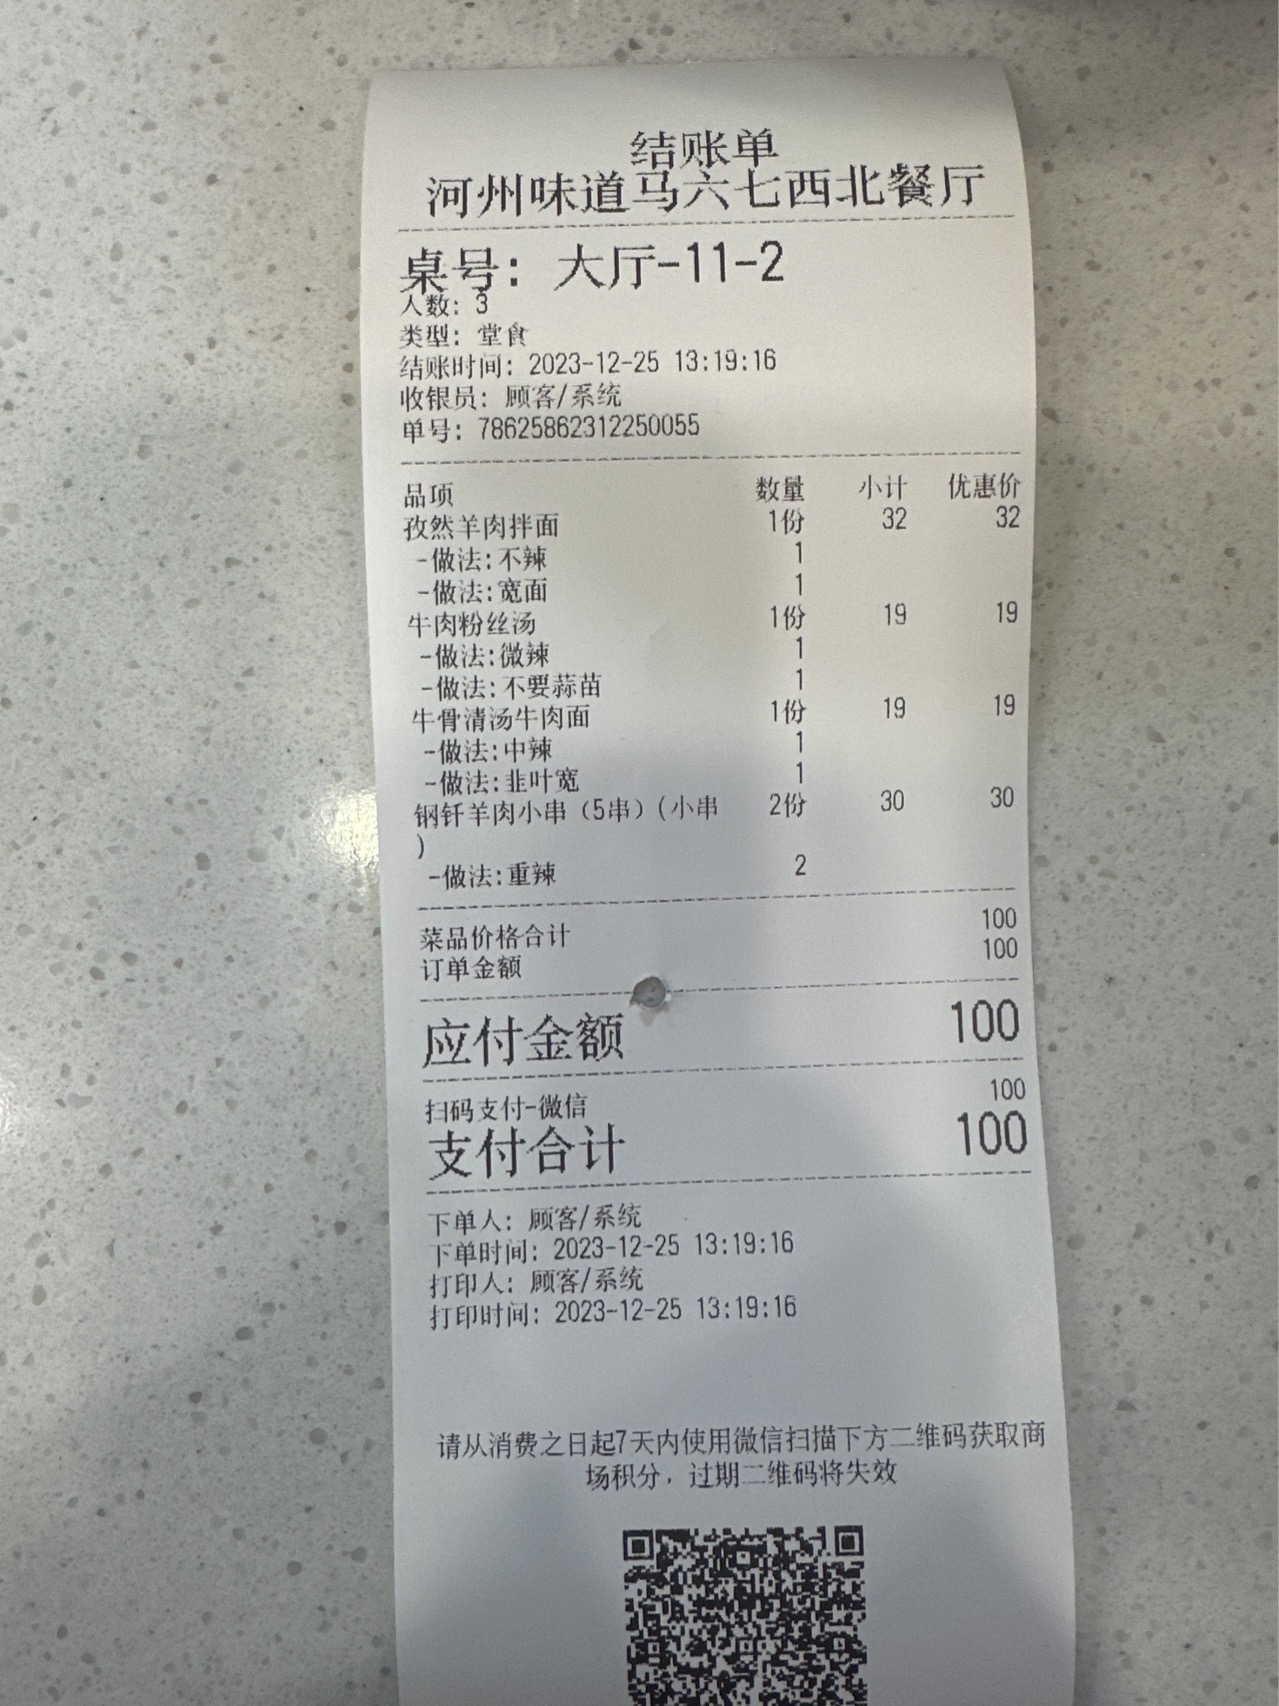 结账单
河州味道马六七西北餐厅
桌号: 大厅-11-2
人数: 3
类型: 堂食
结账时间: 2023-12-25 13:19:16
收银员: 顾客/系统
单号: 78625862312250055
品项 数量 小计 优惠价
孜然羊肉拌面 1份 32 32
-做法:不辣 1
-做法:宽面 1
牛肉粉丝汤 1份 19 19
-做法:微辣 1
-做法:不要蒜苗 1
牛骨清汤牛肉面 1份 19 19
-做法:中辣 1
-做法:韭叶宽 1
钢钎羊肉小串（5串）(小串 2份 30 30
)
-做法:重辣 2
菜品价格合计 100
订单金额 100
应付金额 100
扫码支付-微信 100
支付合计 100
下单人: 顾客/系统
下单时间: 2023-12-25 13:19:16
打印人: 顾客/系统
打印时间: 2023-12-25 13:19:16
请从消费之日起7天内使用微信扫描下方二维码获取商
场积分，过期二维码将失效